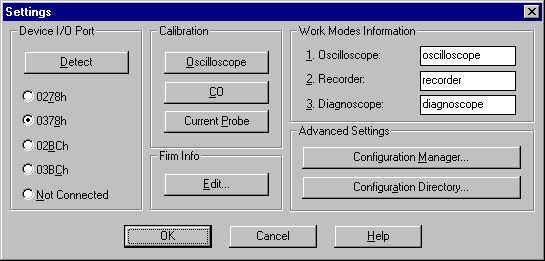 Settings
Device I/O Port
Detect
0278h
0378h
02BCh
03BCh
Not Connected
Calibration
Oscilloscope
CO
Current Probe
Firm Info
Edit...
Work Modes Information
1. Oscilloscope: oscilloscope
2. Recorder: recorder
3. Diagnoscope: diagnoscope
Advanced Settings
Configuration Manager...
Configuration Directory...
OK Cancel Help